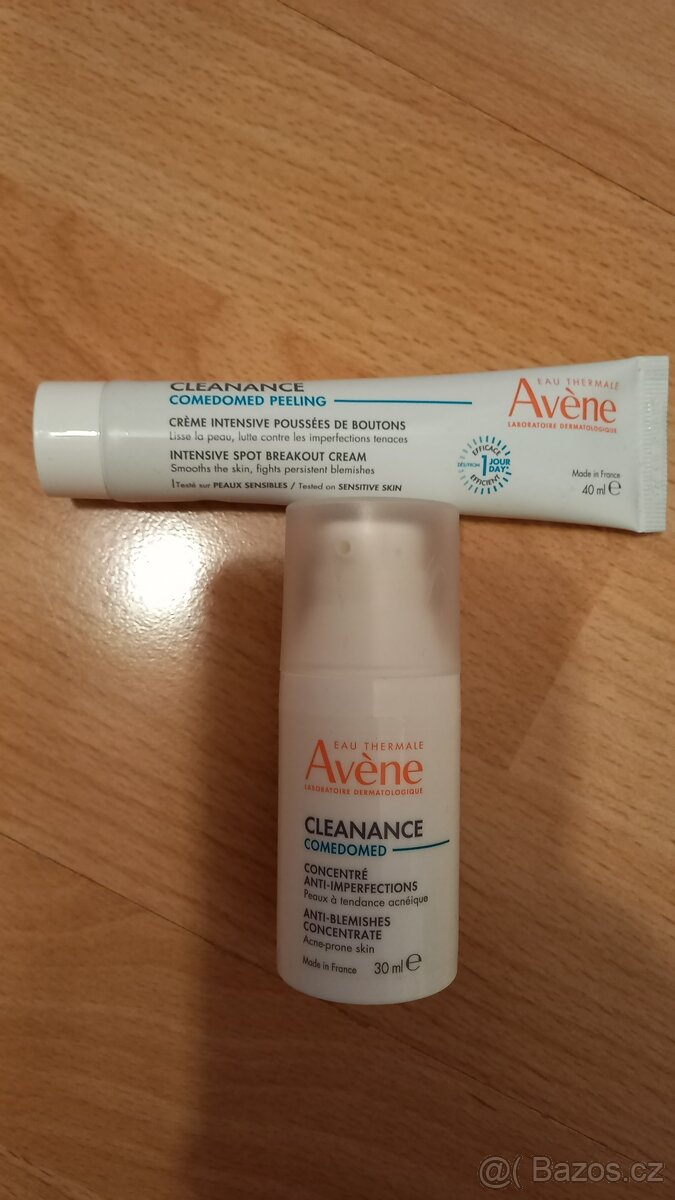 CLEANANCE
COMEDOMED PEELING
CRÈME INTENSIVE POUSSÉES DE BOUTONS
Lisse la peau, lutte contre les imperfections tenaces
INTENSIVE SPOT BREAKOUT CREAM
Smooths the skin, fights persistent blemishes
Testé sur PEAUX SENSIBLES / Tested on SENSITIVE SKIN
EFFICACE
DÈS/FROM 1 JOUR DAY*
EFFICIENT
EAU THERMALE
Avène
LABORATOIRE DERMATOLOGIQUE
Made in France
40 ml e
EAU THERMALE
Avène
LABORATOIRE DERMATOLOGIQUE
CLEANANCE
COMEDOMED
CONCENTRÉ
ANTI-IMPERFECTIONS
Peaux à tendance acnéique
ANTI-BLEMISHES
CONCENTRATE
Acne-prone skin
Made in France 30 ml e
@( Bazos.cz